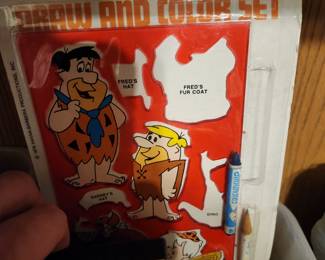 DRAW AND COLOR SET
FRED'S
HAT
FRED'S
FUR COAT
BARNEY'S
HAT
DINO